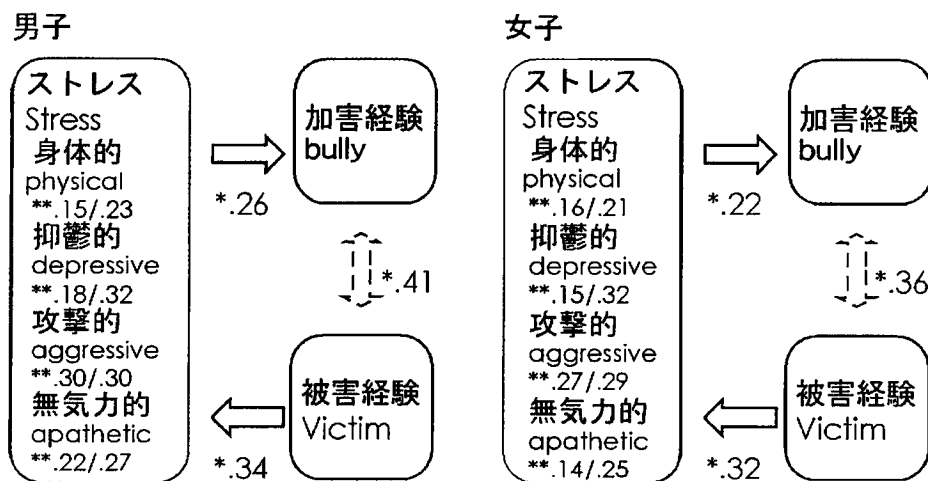 男子
ストレス
Stress
身体的
physical
**.15/.23
抑鬱的
depressive
**.18/.32
攻撃的
aggressive
**.30/.30
無気力的
apathetic
**.22/.27
*.26
加害経験
bully
*.41
被害経験
Victim
*.34
女子
ストレス
Stress
身体的
physical
**.16/.21
抑鬱的
depressive
**.15/.32
攻撃的
aggressive
**.27/.29
無気力的
apathetic
**.14/.25
*.22
加害経験
bully
*.36
被害経験
Victim
*.32